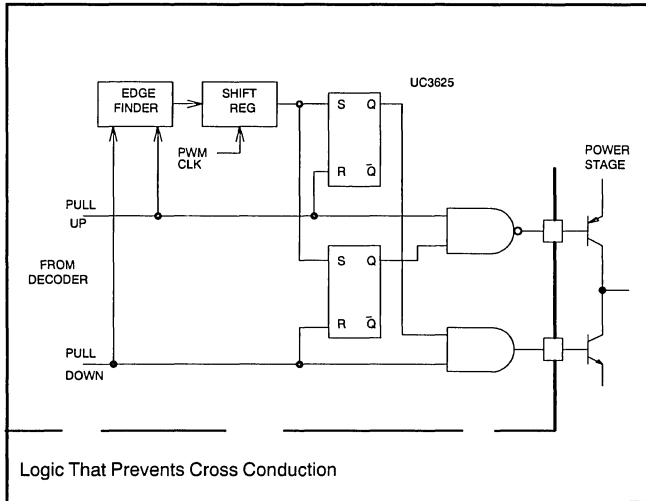 UC3625
EDGE
FINDER
SHIFT
REG
S Q
R Q̅
PWM
CLK
POWER
STAGE
PULL
UP
FROM
DECODER
S Q
R Q̅
PULL
DOWN
Logic That Prevents Cross Conduction